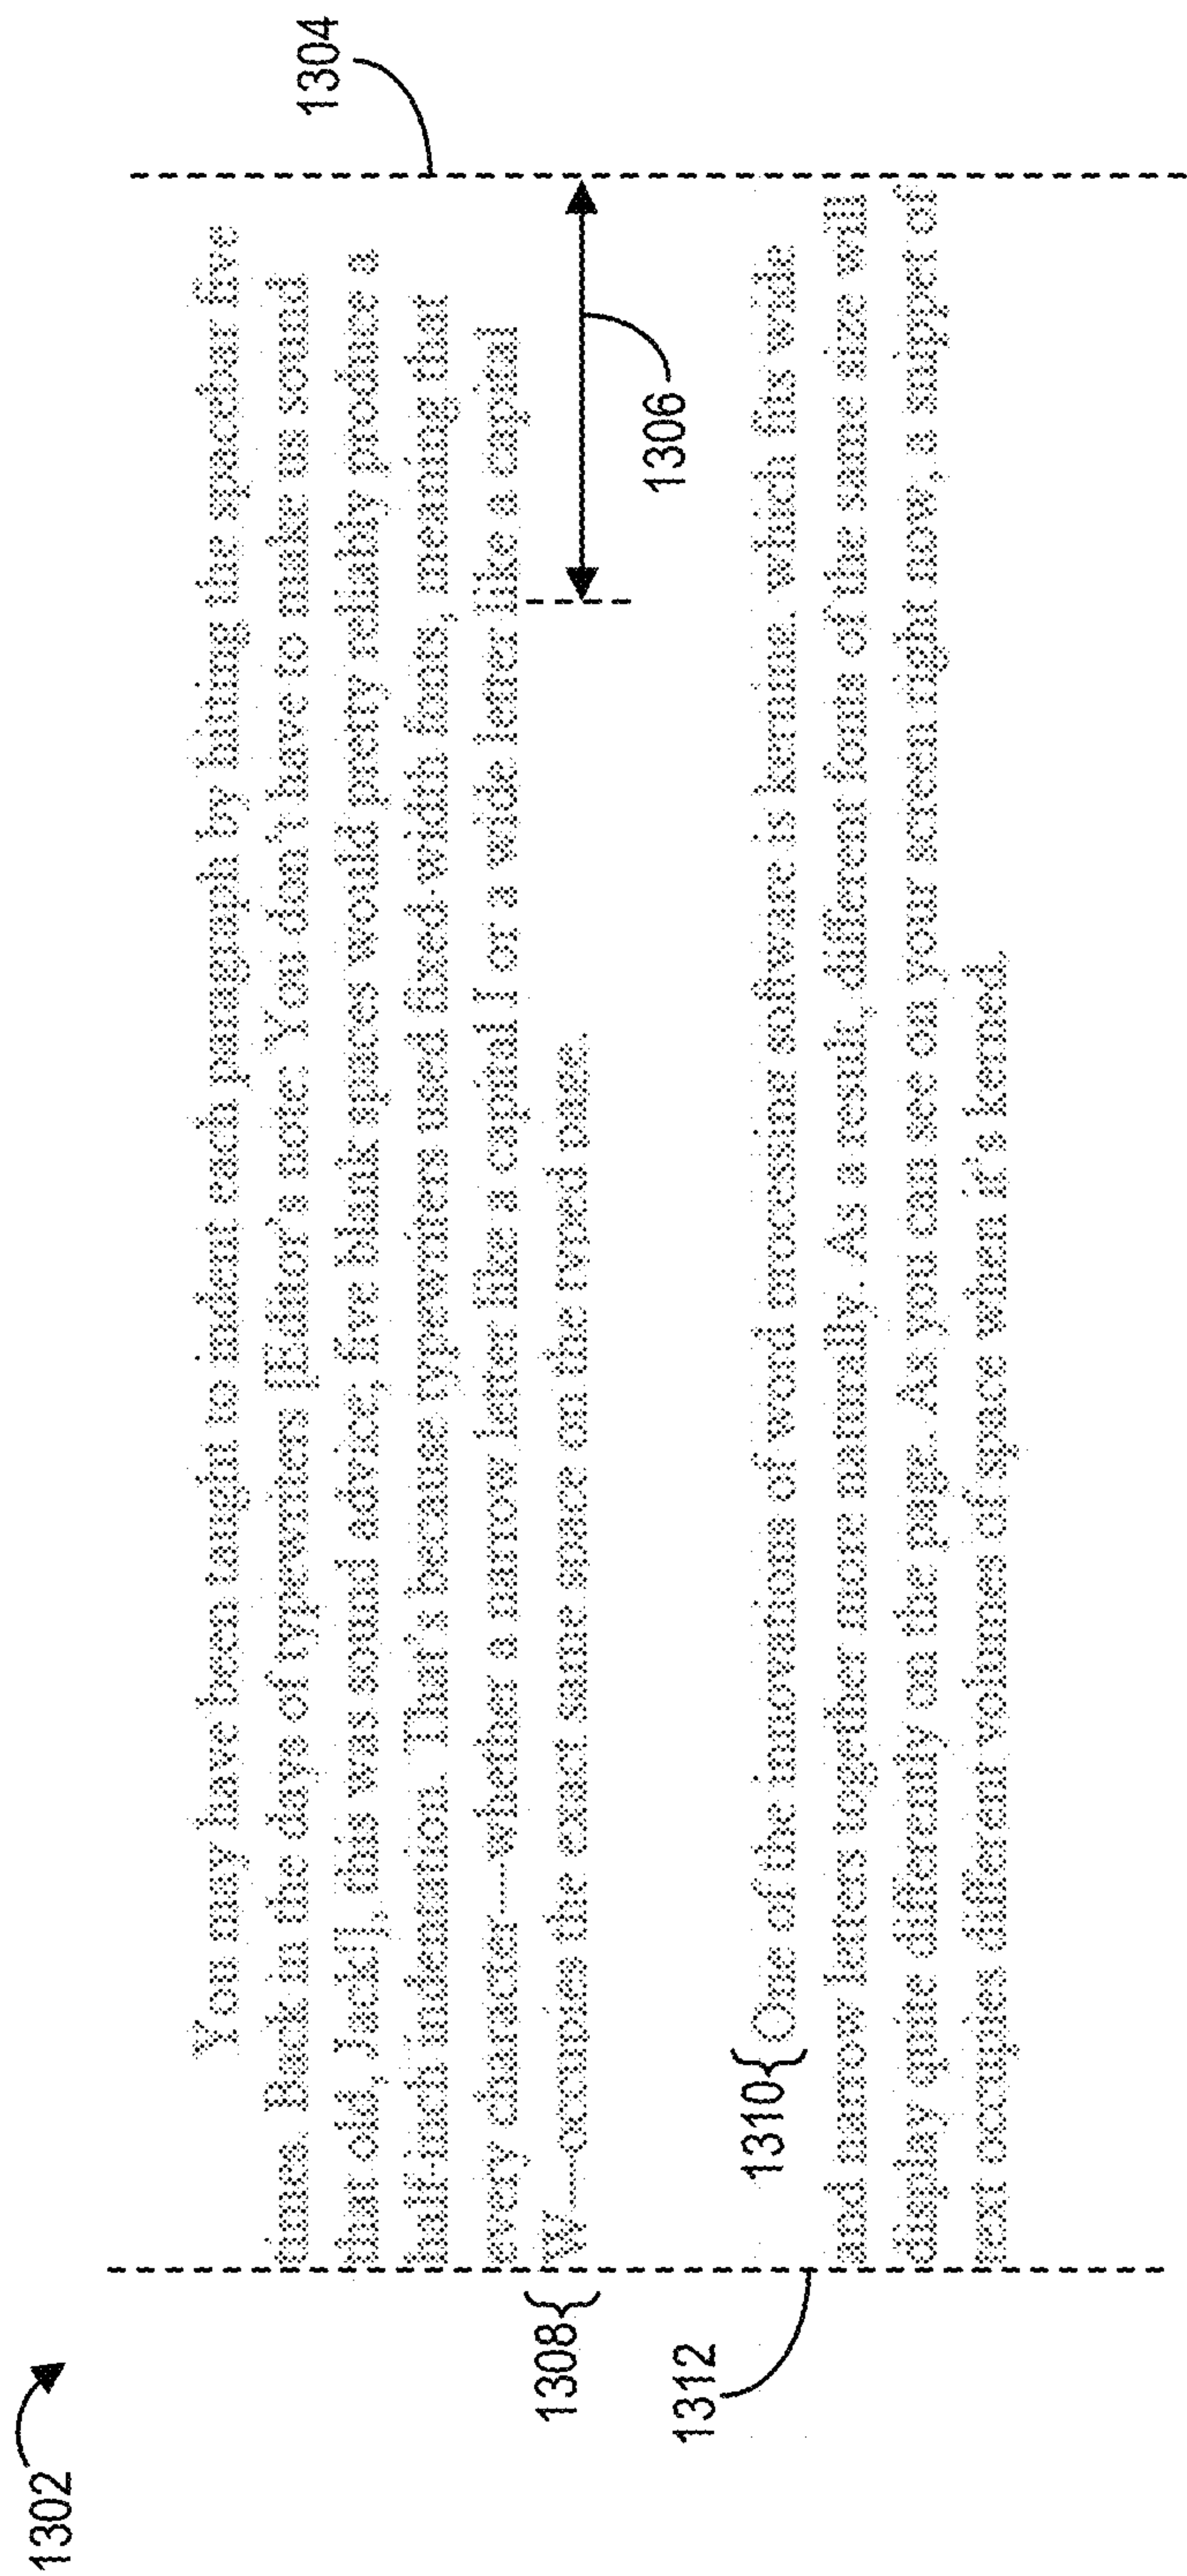 1302
1304
You may have been taught to indent each paragraph by hitting the spacebar five
times. Back in the days of typewriters [Editor's note: You don't have to make us sound
that old, Jack!], this was sound advice; five blank spaces would pretty reliably produce a
half-inch indentation. That's because typewriters used fixed-width fonts, meaning that
every character—whether a narrow letter like a capital I or a wide letter like a capital
1308{ W—occupies the exact same space on the typed page.
1306
1310{ One of the innovations of word processing software is kerning, which fits wide
1312
and narrow letters together more naturally. As a result, different fonts of the same size will
display quite differently on the page. As you can see on your screen right now, a snippet of
text occupies different volumes of space when it's kerned.